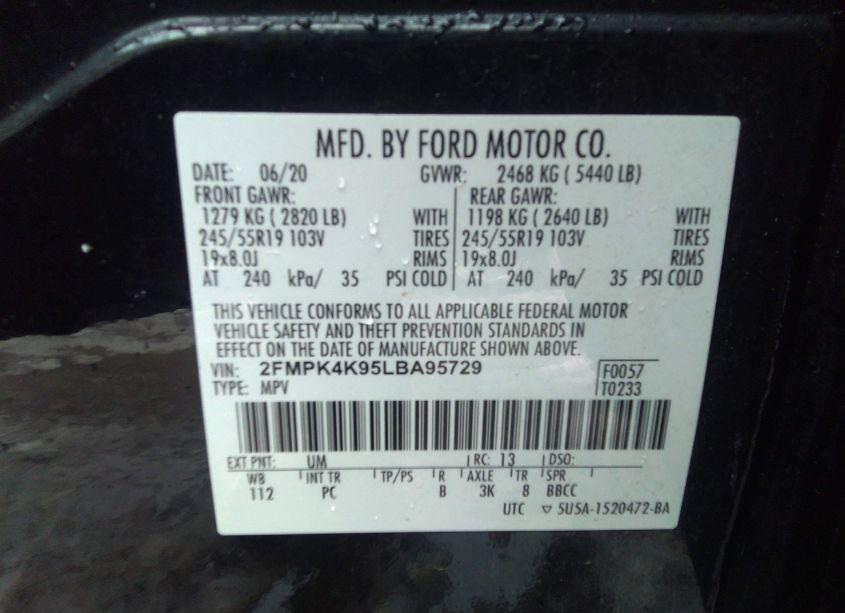 MFD. BY FORD MOTOR CO.
DATE: 06/20 GVWR: 2468 KG ( 5440 LB)
FRONT GAWR: REAR GAWR:
1279 KG ( 2820 LB) WITH 1198 KG ( 2640 LB) WITH
245/55R19 103V TIRES 245/55R19 103V TIRES
19x8.0J RIMS 19x8.0J RIMS
AT 240 kPa/ 35 PSI COLD AT 240 kPa/ 35 PSI COLD
THIS VEHICLE CONFORMS TO ALL APPLICABLE FEDERAL MOTOR
VEHICLE SAFETY AND THEFT PREVENTION STANDARDS IN
EFFECT ON THE DATE OF MANUFACTURE SHOWN ABOVE.
VIN: 2FMPK4K95LBA95729 F0057
TYPE: MPV T0233
EXT PNT: UM RC: 13 DSO:
WB INT TR TP/PS R AXLE TR SPR
112 PC B 3K 8 BBCC
UTC ▽ 5U5A-1520472-BA